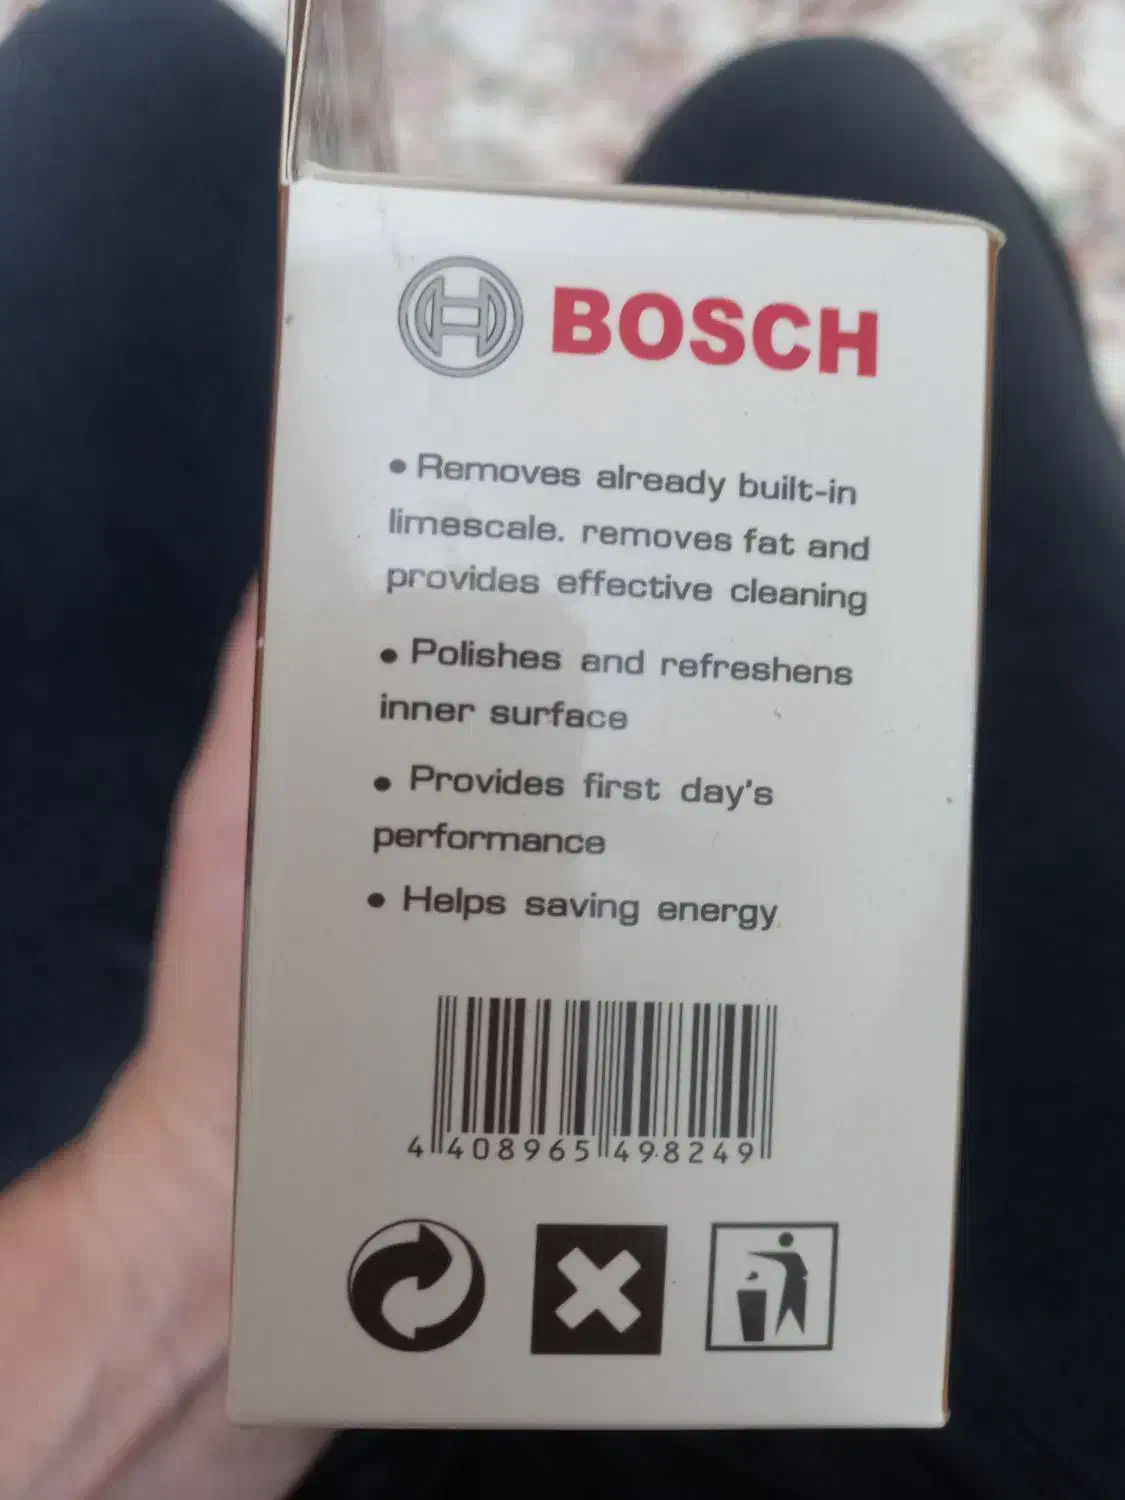 BOSCH
• Removes already built-in
limescale. removes fat and
provides effective cleaning
• Polishes and refreshens
inner surface
• Provides first day's
performance
• Helps saving energy
4 408965 498249